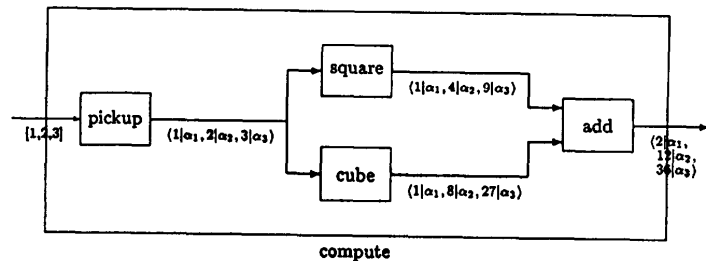 square
⟨1|α₁, 4|α₂, 9|α₃⟩
pickup
[1,2,3]
⟨1|α₁, 2|α₂, 3|α₃⟩
add
⟨2|α₁,
12|α₂,
36|α₃⟩
cube
⟨1|α₁, 8|α₂, 27|α₃⟩
compute